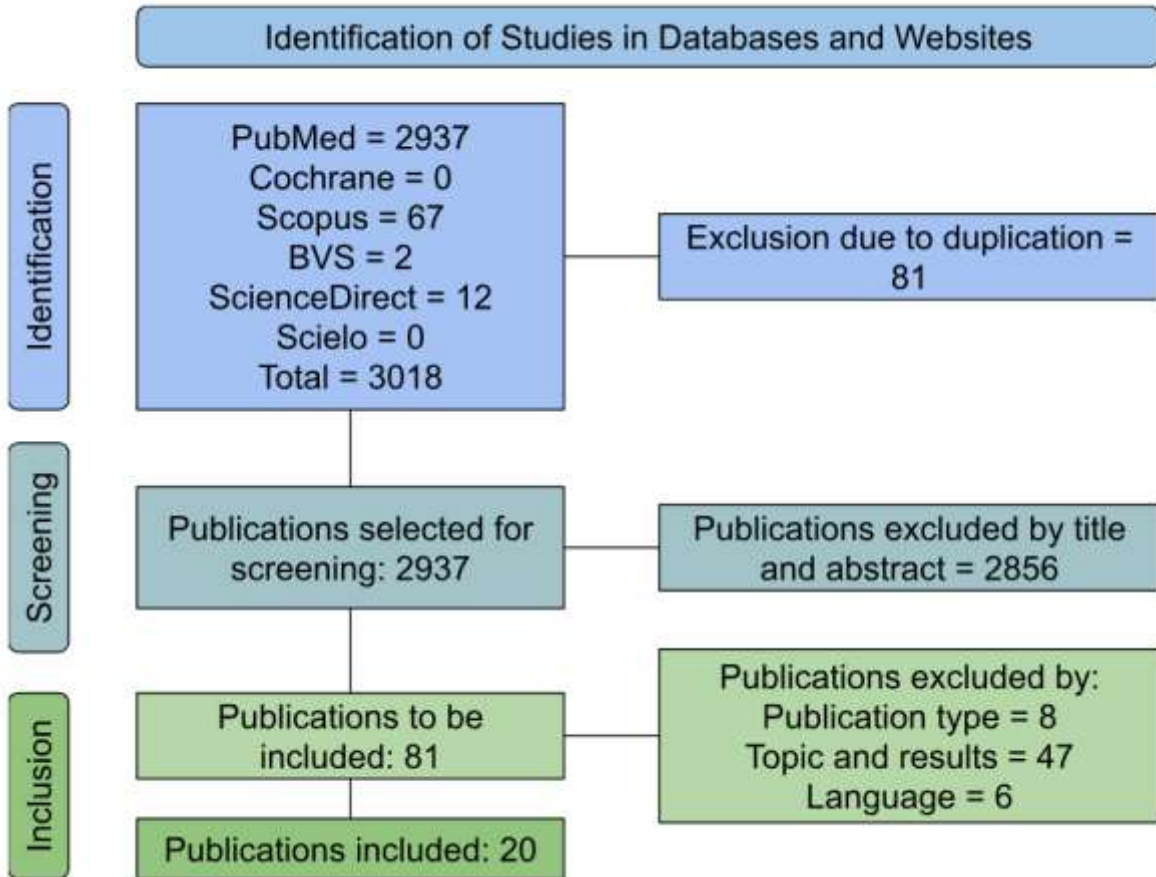 Identification of Studies in Databases and Websites
Identification
PubMed = 2937
Cochrane = 0
Scopus = 67
BVS = 2
ScienceDirect = 12
Scielo = 0
Total = 3018
Exclusion due to duplication =
81
Screening
Publications selected for
screening: 2937
Publications excluded by title
and abstract = 2856
Inclusion
Publications to be
included: 81
Publications excluded by:
Publication type = 8
Topic and results = 47
Language = 6
Publications included: 20